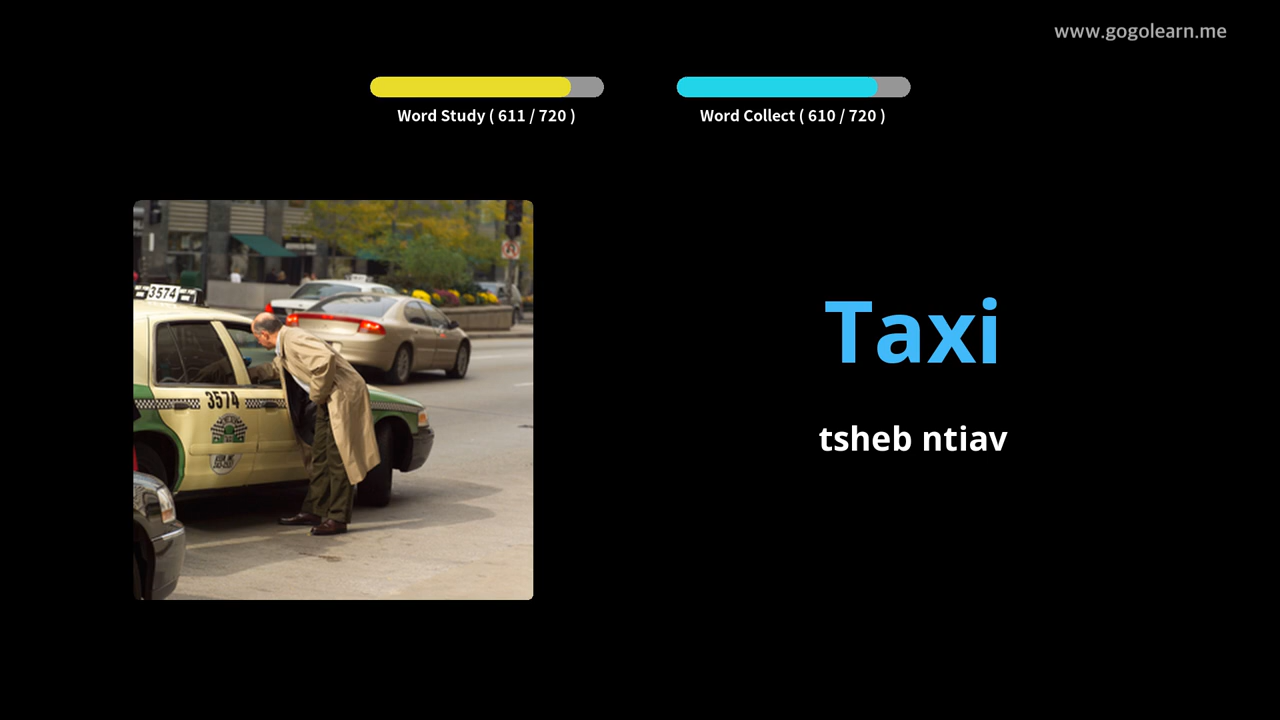 www.gogolearn.me
Word Study ( 611 / 720 )
Word Collect ( 610 / 720 )
3574
3574
Taxi
tsheb ntiav